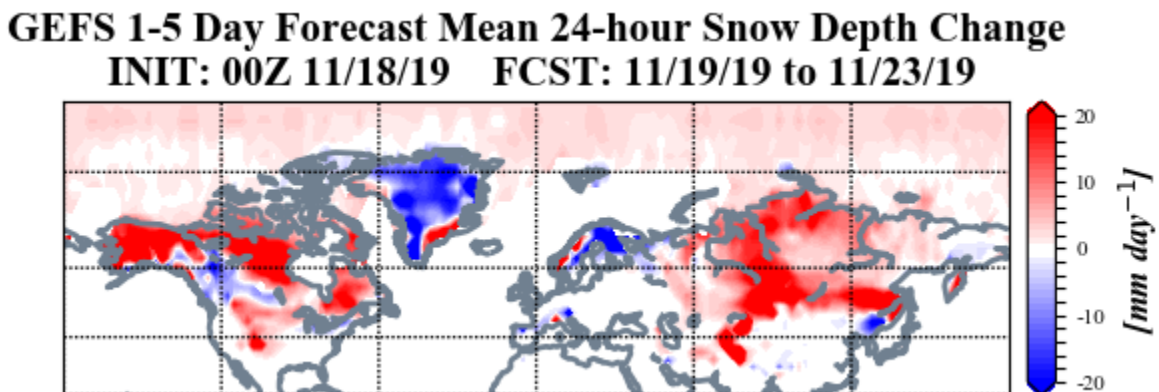 GEFS 1-5 Day Forecast Mean 24-hour Snow Depth Change
INIT: 00Z 11/18/19 FCST: 11/19/19 to 11/23/19
20
10
0
-10
-20
[mm day⁻¹]